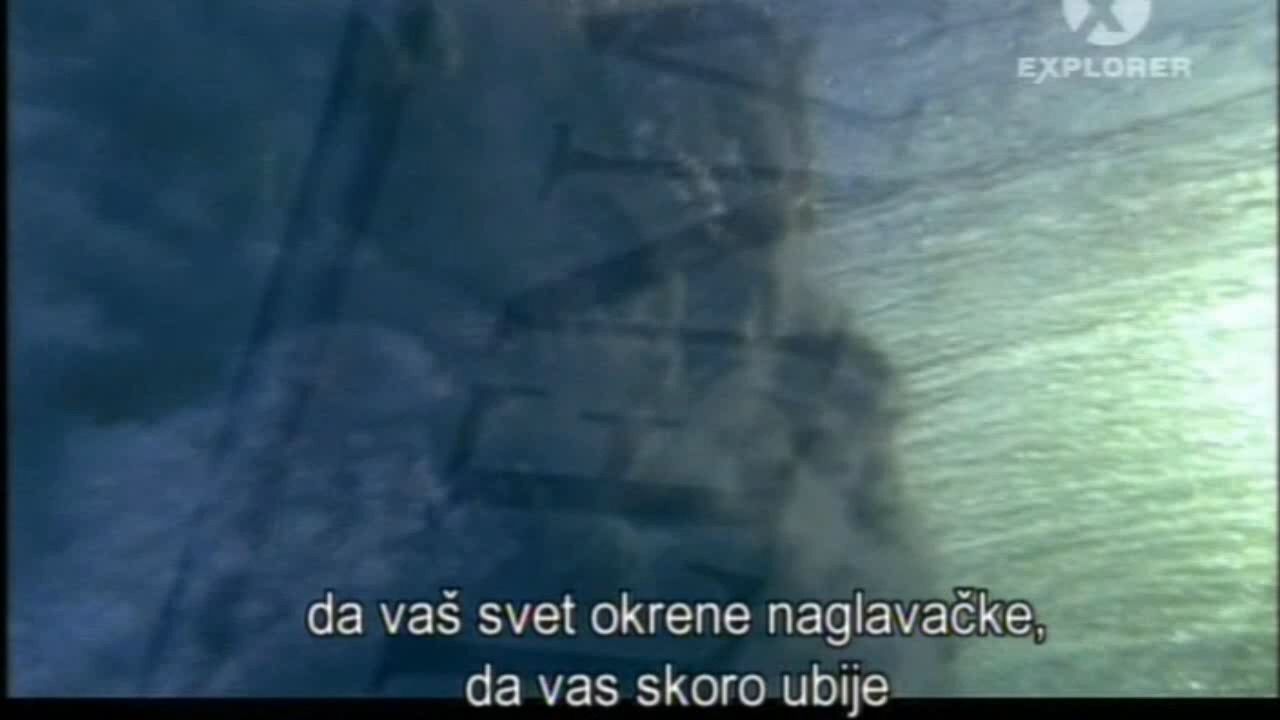 X
EXPLORER
da vaš svet okrene naglavačke,
da vas skoro ubije